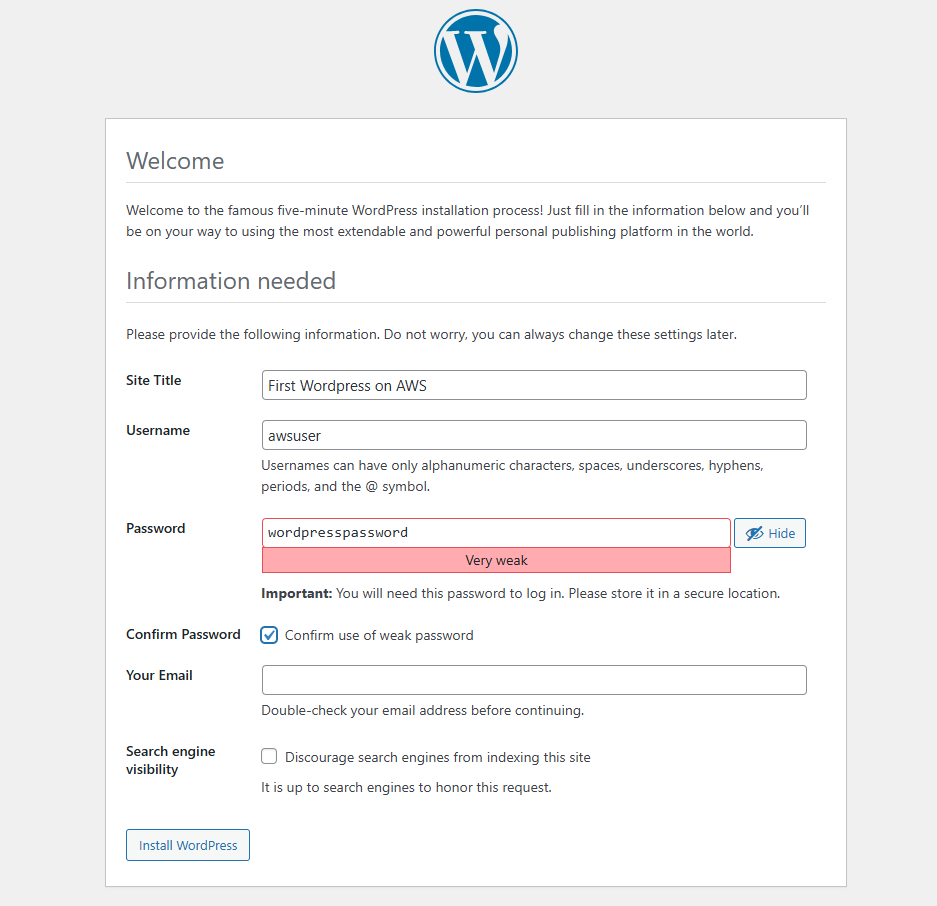 Welcome
Welcome to the famous five-minute WordPress installation process! Just fill in the information below and you’ll
be on your way to using the most extendable and powerful personal publishing platform in the world.
Information needed
Please provide the following information. Do not worry, you can always change these settings later.
Site Title
First Wordpress on AWS
Username
awsuser
Usernames can have only alphanumeric characters, spaces, underscores, hyphens,
periods, and the @ symbol.
Password
wordpresspassword
Hide
Very weak
Important: You will need this password to log in. Please store it in a secure location.
Confirm Password
Confirm use of weak password
Your Email
Double-check your email address before continuing.
Search engine
visibility
Discourage search engines from indexing this site
It is up to search engines to honor this request.
Install WordPress